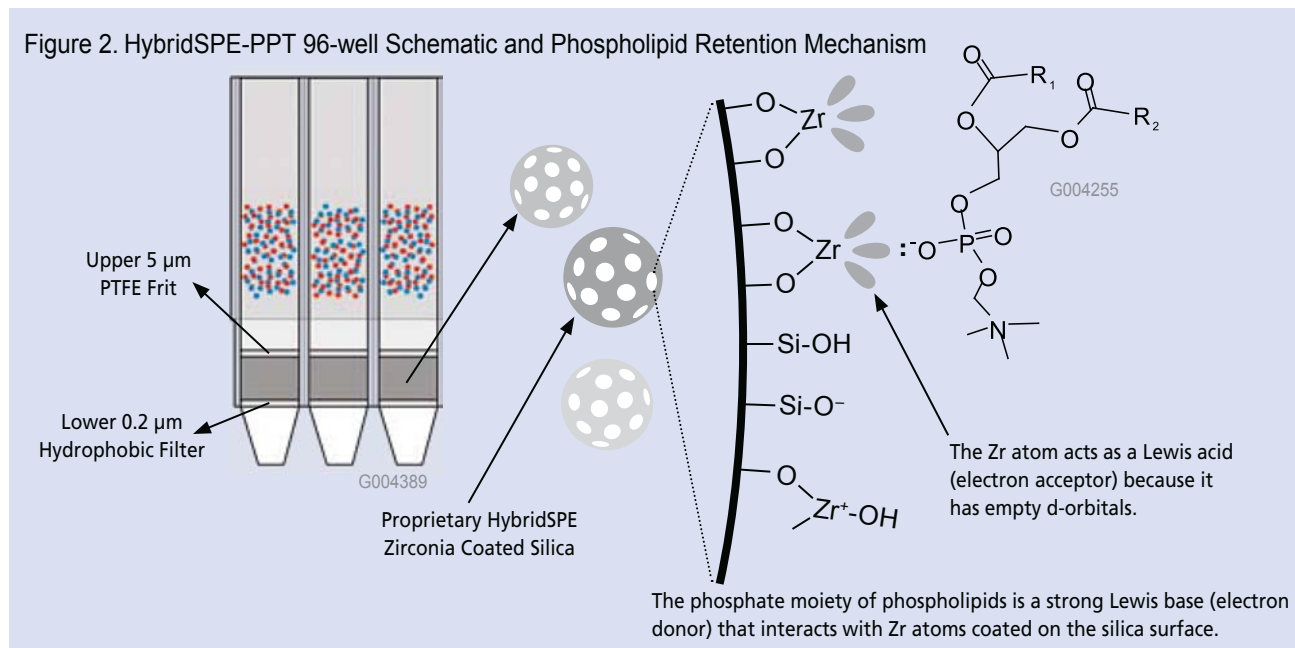 Figure 2. HybridSPE-PPT 96-well Schematic and Phospholipid Retention Mechanism
Upper 5 µm
PTFE Frit
Lower 0.2 µm
Hydrophobic Filter
G004389
Proprietary HybridSPE
Zirconia Coated Silica
O
Zr
O
O
Zr
O
Si-OH
Si-O⁻
O
Zr⁺-OH
O
R₁
O
O
R₂
O
G004255
O
:⁻O
P
O
O
N
The Zr atom acts as a Lewis acid
(electron acceptor) because it
has empty d-orbitals.
The phosphate moiety of phospholipids is a strong Lewis base (electron
donor) that interacts with Zr atoms coated on the silica surface.